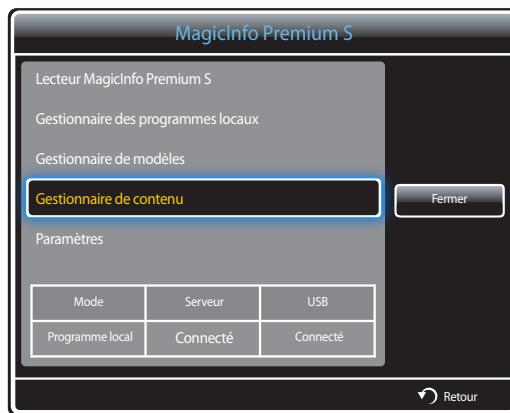 MagicInfo Premium S
Lecteur MagicInfo Premium S
Gestionnaire des programmes locaux
Gestionnaire de modèles
Gestionnaire de contenu
Fermer
Paramètres
Mode Serveur USB
Programme local Connecté Connecté
Retour